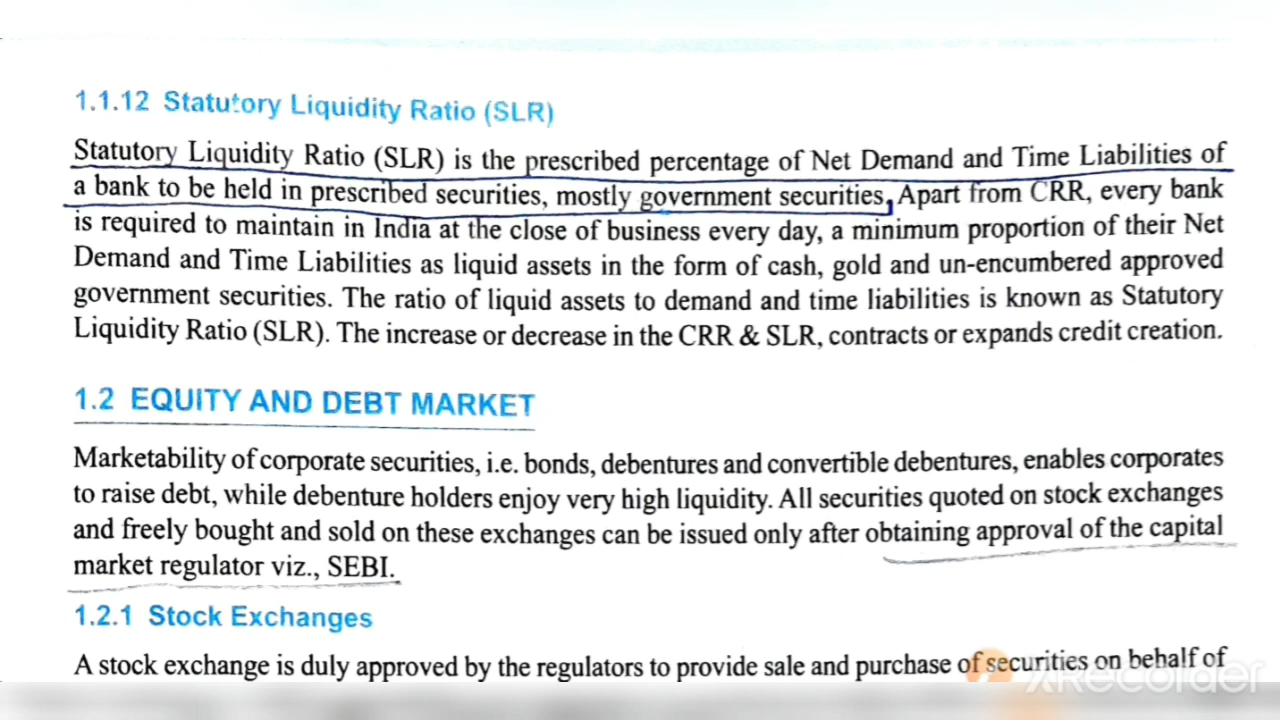 1.1.12 Statutory Liquidity Ratio (SLR)
Statutory Liquidity Ratio (SLR) is the prescribed percentage of Net Demand and Time Liabilities of
a bank to be held in prescribed securities, mostly government securities, Apart from CRR, every bank
is required to maintain in India at the close of business every day, a minimum proportion of their Net
Demand and Time Liabilities as liquid assets in the form of cash, gold and un-encumbered approved
government securities. The ratio of liquid assets to demand and time liabilities is known as Statutory
Liquidity Ratio (SLR). The increase or decrease in the CRR & SLR, contracts or expands credit creation.
1.2 EQUITY AND DEBT MARKET
Marketability of corporate securities, i.e. bonds, debentures and convertible debentures, enables corporates
to raise debt, while debenture holders enjoy very high liquidity. All securities quoted on stock exchanges
and freely bought and sold on these exchanges can be issued only after obtaining approval of the capital
market regulator viz., SEBI.
1.2.1 Stock Exchanges
A stock exchange is duly approved by the regulators to provide sale and purchase of securities on behalf of
XRecorder